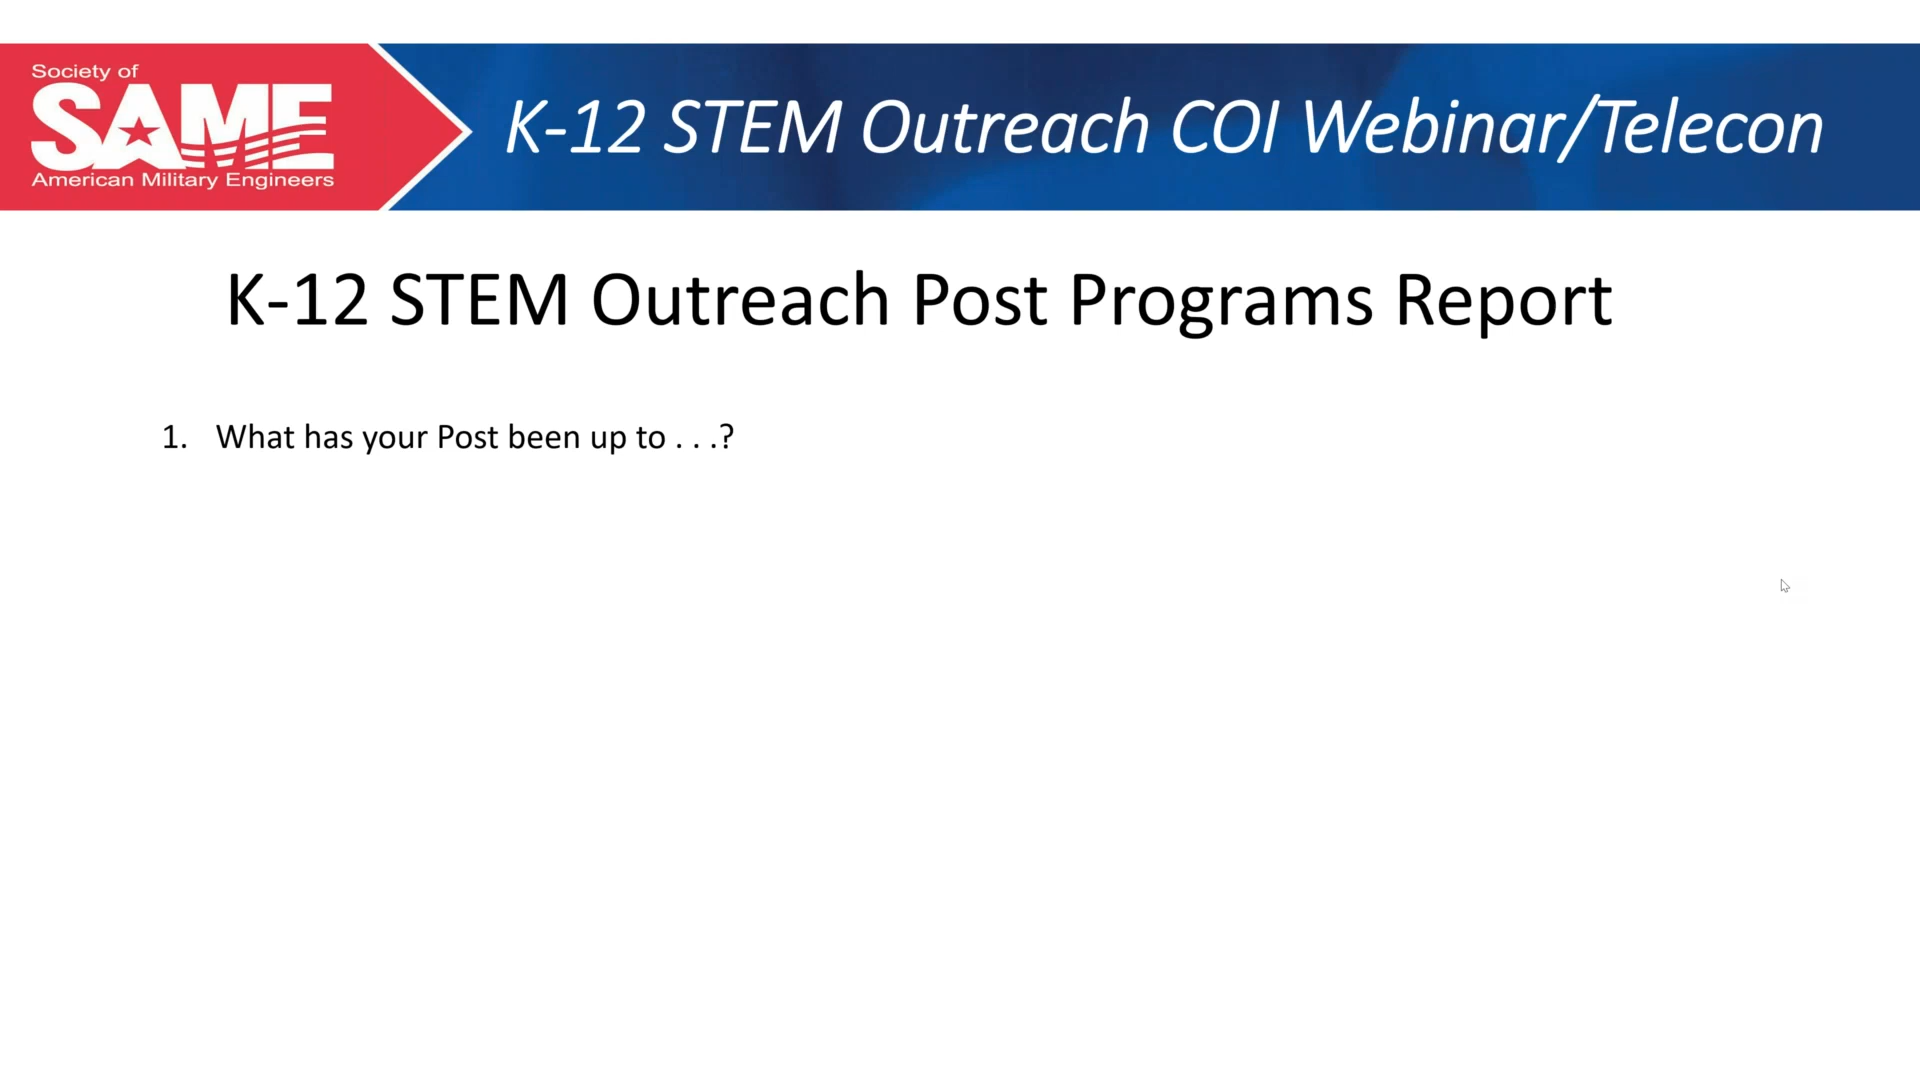 Society of
SAME
American Military Engineers
K-12 STEM Outreach COI Webinar/Telecon
K-12 STEM Outreach Post Programs Report
1. What has your Post been up to . . .?